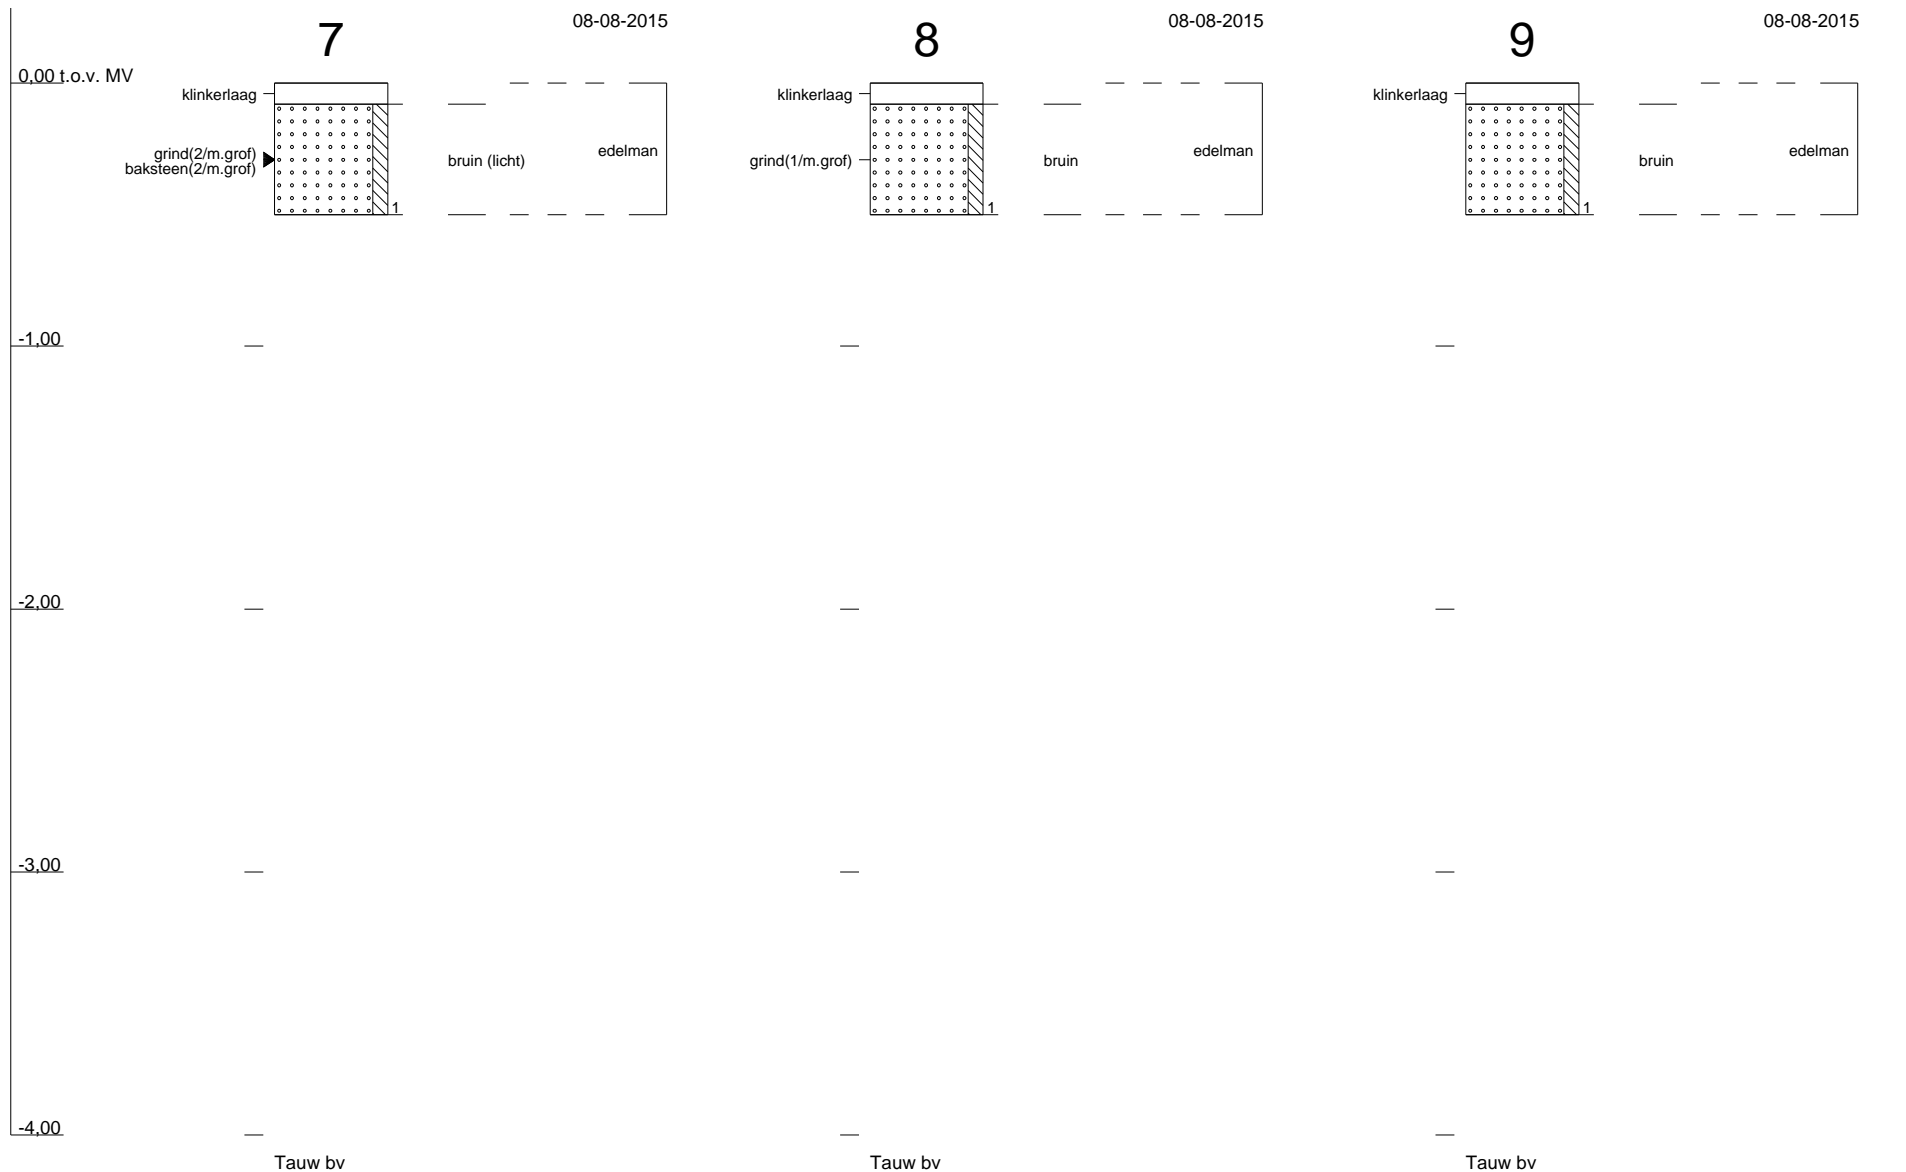 7
08-08-2015
8
08-08-2015
9
08-08-2015
0,00 t.o.v. MV
klinkerlaag
grind(2/m.grof)
baksteen(2/m.grof)
bruin (licht)
edelman
1
klinkerlaag
grind(1/m.grof)
bruin
edelman
1
klinkerlaag
bruin
edelman
1
-1,00
-2,00
-3,00
-4,00
Tauw bv
Tauw bv
Tauw bv